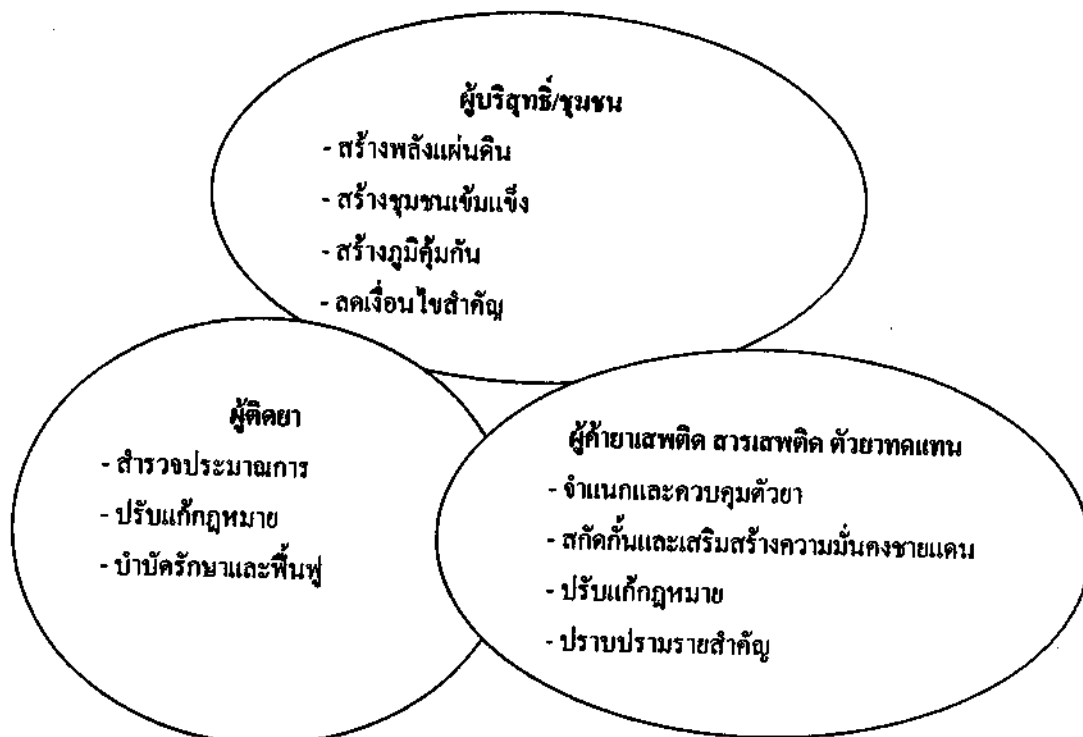 ผู้บริสุทธิ์/ชุมชน
- สร้างพลังแผ่นดิน
- สร้างชุมชนเข้มแข็ง
- สร้างภูมิคุ้มกัน
- ลดเงื่อนไขสำคัญ
ผู้ติดยา
- สำรวจประมาณการ
- ปรับแก้กฎหมาย
- บำบัดรักษาและฟื้นฟู
ผู้ค้ายาเสพติด สารเสพติด ตัวยาทดแทน
- จำแนกและควบคุมตัวยา
- สกัดกั้นและเสริมสร้างความมั่นคงชายแดน
- ปรับแก้กฎหมาย
- ปราบปรามรายสำคัญ